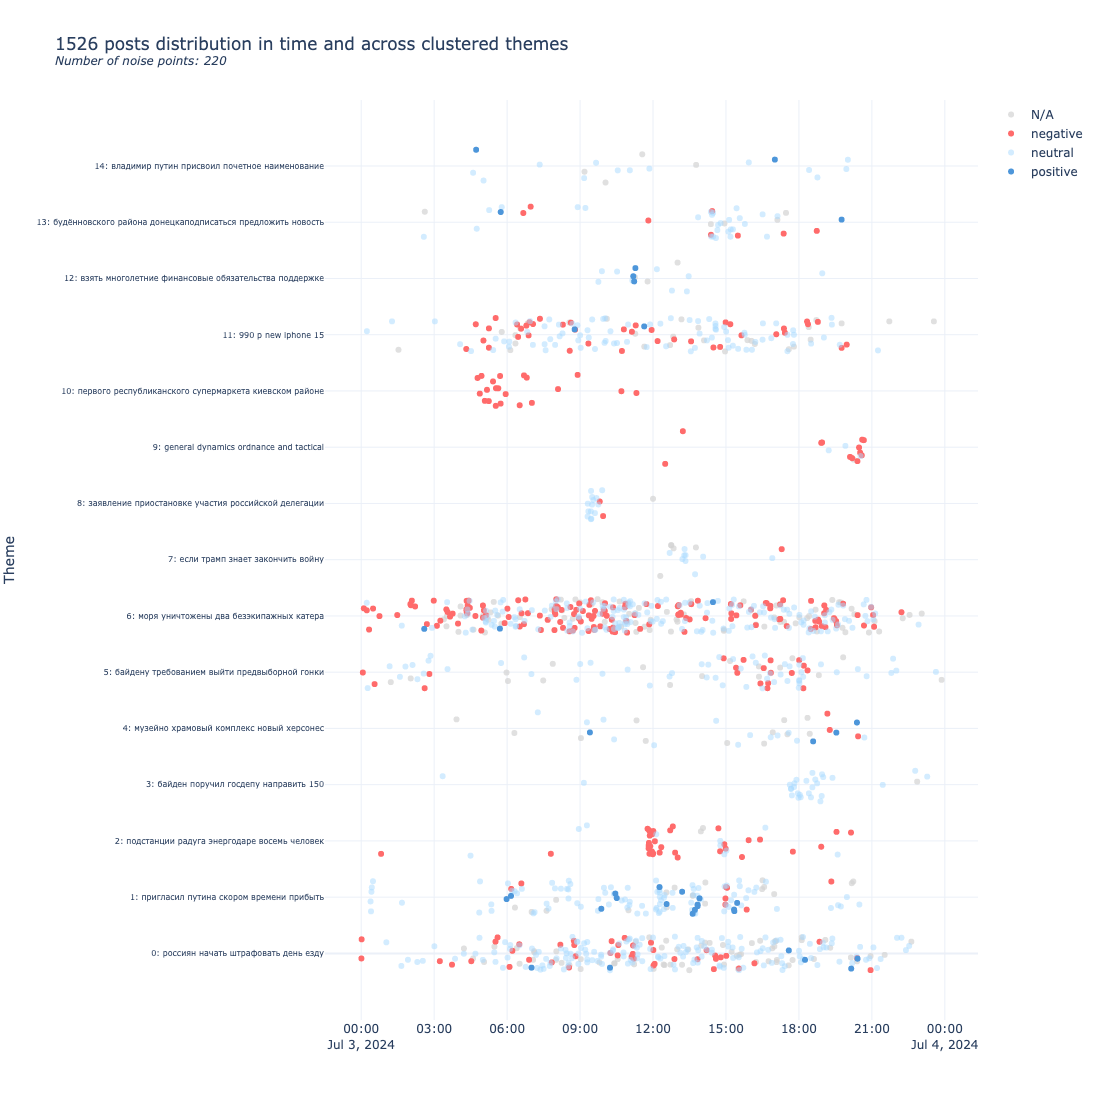 1526 posts distribution in time and across clustered themes
Number of noise points: 220
N/A
negative
neutral
positive
Theme
14: владимир путин присвоил почетное наименование
13: будённовского района донецкаподписаться предложить новость
12: взять многолетние финансовые обязательства поддержке
11: 990 р new iphone 15
10: первого республиканского супермаркета киевском районе
9: general dynamics ordnance and tactical
8: заявление приостановке участия российской делегации
7: если трамп знает закончить войну
6: моря уничтожены два безэкипажных катера
5: байдену требованием выйти предвыборной гонки
4: музейно храмовый комплекс новый херсонес
3: байден поручил госдепу направить 150
2: подстанции радуга энергодаре восемь человек
1: пригласил путина скором времени прибыть
0: россиян начать штрафовать день езду
00:00 03:00 06:00 09:00 12:00 15:00 18:00 21:00 00:00
Jul 3, 2024 Jul 4, 2024